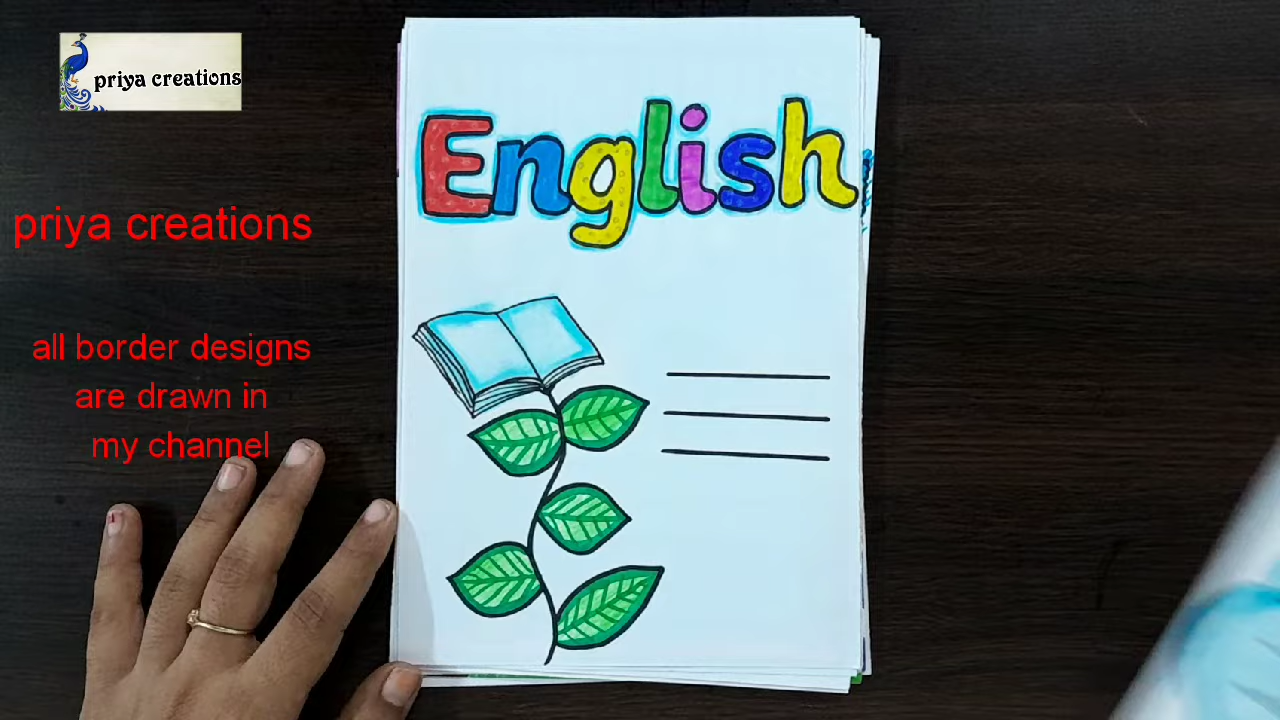 priya creations
English
priya creations
all border designs
are drawn in
my channel